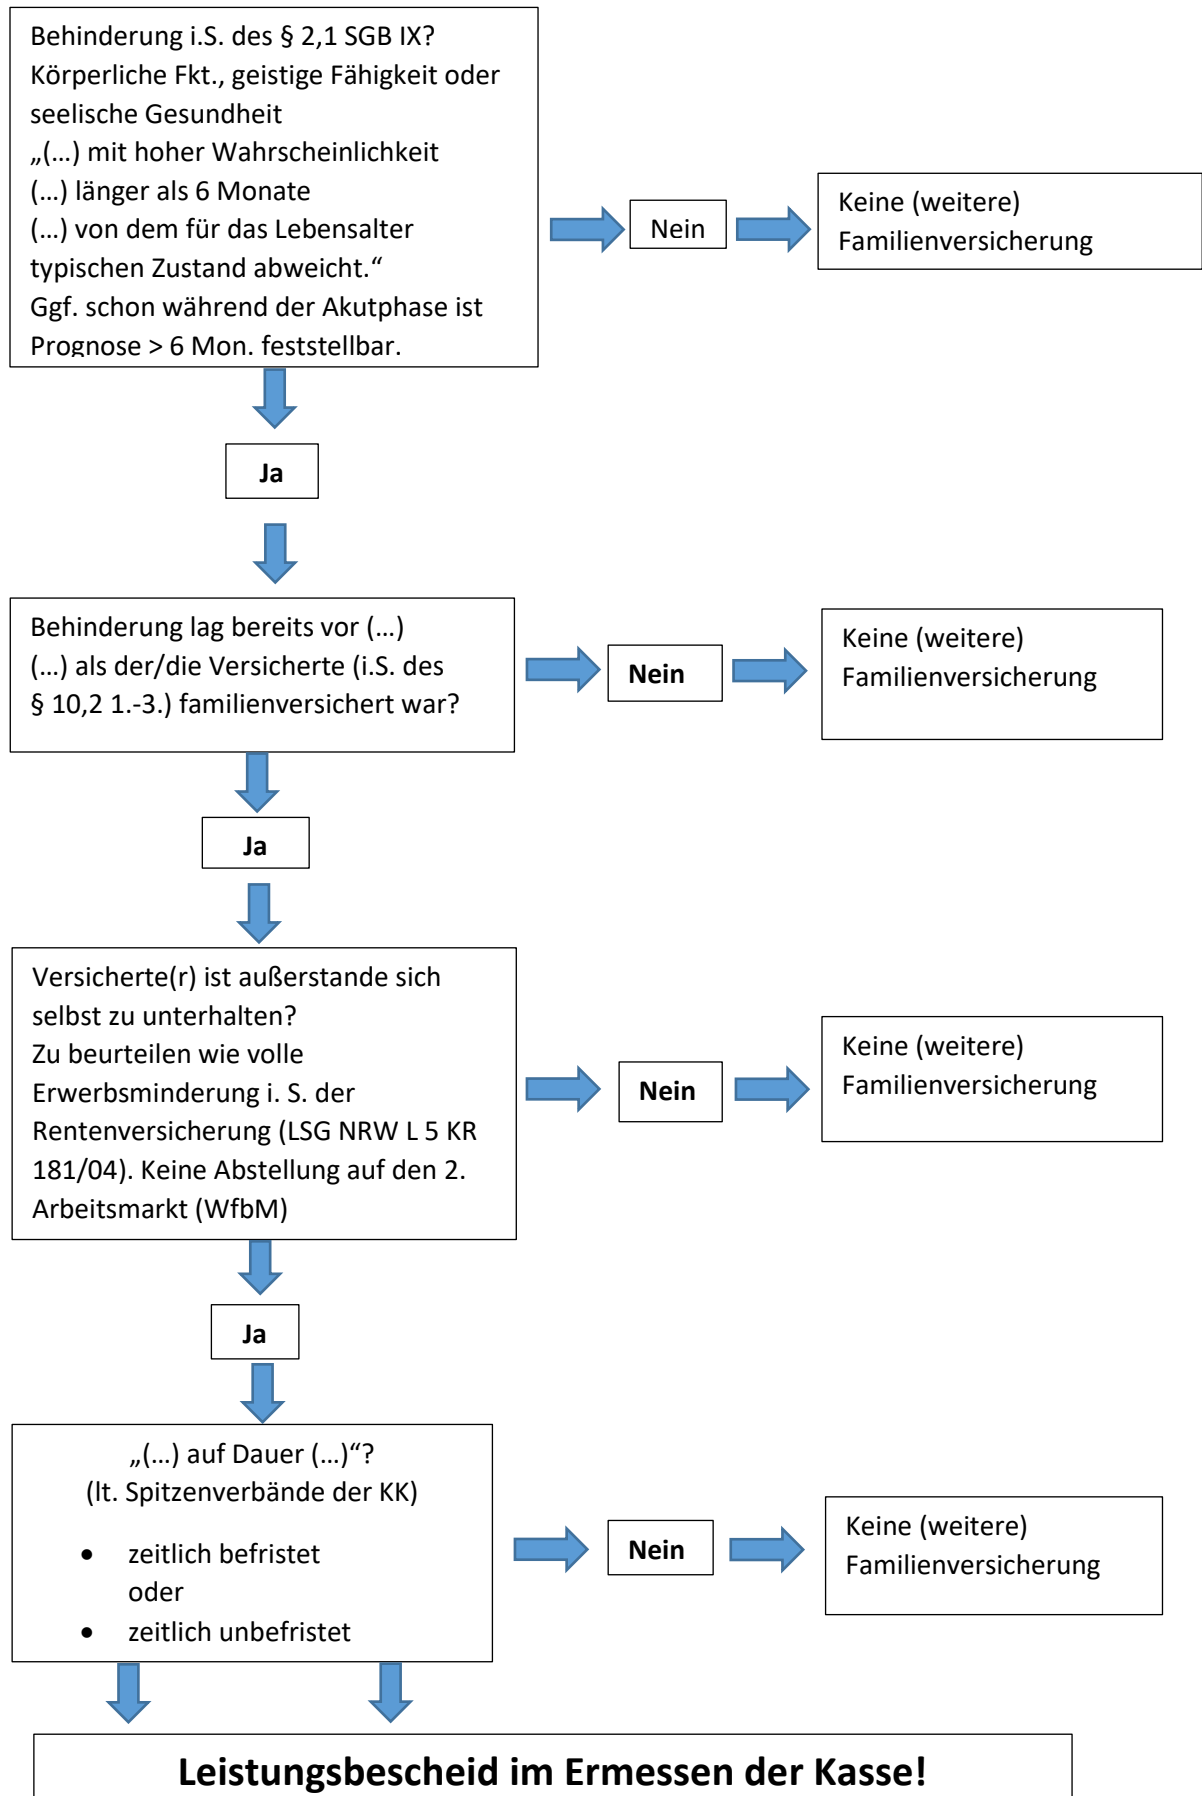 Behinderung i.S. des § 2,1 SGB IX?
Körperliche Fkt., geistige Fähigkeit oder
seelische Gesundheit
„(…) mit hoher Wahrscheinlichkeit
(…) länger als 6 Monate
(…) von dem für das Lebensalter
typischen Zustand abweicht.“
Ggf. schon während der Akutphase ist
Prognose > 6 Mon. feststellbar.
Nein
Keine (weitere)
Familienversicherung
Ja
Behinderung lag bereits vor (…)
(…) als der/die Versicherte (i.S. des
§ 10,2 1.-3.) familienversichert war?
Nein
Keine (weitere)
Familienversicherung
Ja
Versicherte(r) ist außerstande sich
selbst zu unterhalten?
Zu beurteilen wie volle
Erwerbsminderung i. S. der
Rentenversicherung (LSG NRW L 5 KR
181/04). Keine Abstellung auf den 2.
Arbeitsmarkt (WfbM)
Nein
Keine (weitere)
Familienversicherung
Ja
„(…) auf Dauer (…)“?
(lt. Spitzenverbände der KK)
• zeitlich befristet
oder
• zeitlich unbefristet
Nein
Keine (weitere)
Familienversicherung
Leistungsbescheid im Ermessen der Kasse!